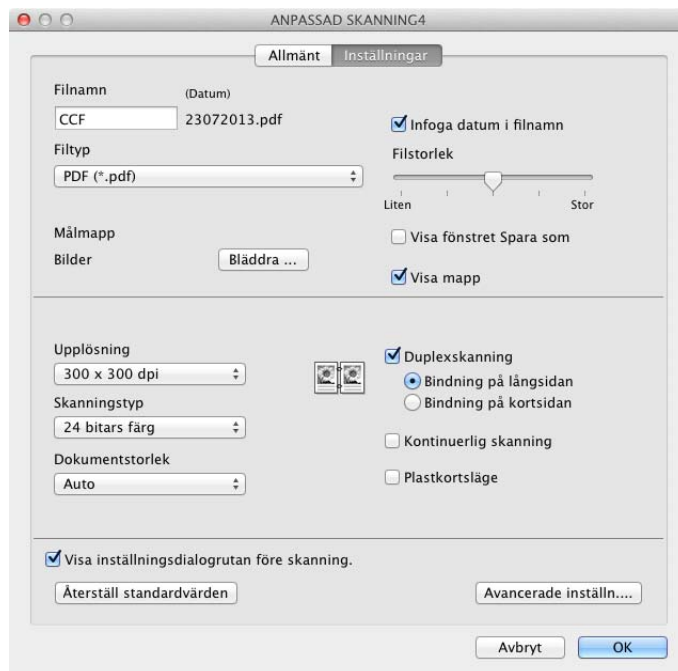 ANPASSAD SKANNING4
Allmänt Inställningar
Filnamn (Datum)
CCF 23072013.pdf
Infoga datum i filnamn
Filtyp
PDF (*.pdf)
Filstorlek
Liten Stor
Målmapp
Bilder Bläddra ...
Visa fönstret Spara som
Visa mapp
Upplösning
300 x 300 dpi
Skanningstyp
24 bitars färg
Dokumentstorlek
Auto
Duplexskanning
Bindning på långsidan
Bindning på kortsidan
Kontinuerlig skanning
Plastkortsläge
Visa inställningsdialogrutan före skanning.
Återställ standardvärden Avancerade inställn....
Avbryt OK